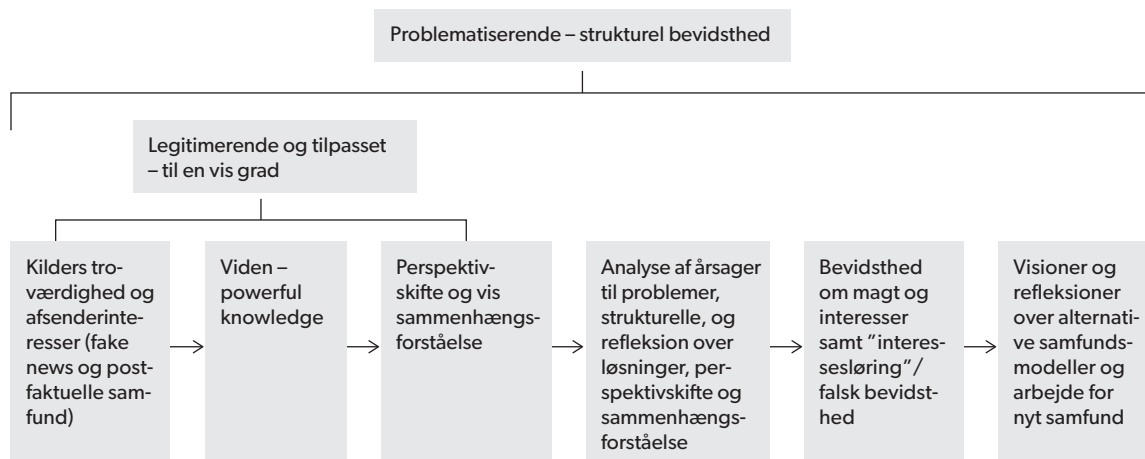 Problematiserende – strukturel bevidsthed
Legitimerende og tilpasset
– til en vis grad
Kilders tro-
værdighed og
afsenderinte-
resser (fake
news og post-
faktuelle sam-
fund)
Viden –
powerful
knowledge
Perspektiv-
skifte og vis
sammenhængs-
forståelse
Analyse af årsager
til problemer,
strukturelle, og
refleksion over
løsninger, per-
spektivskifte og
sammenhængs-
forståelse
Bevidsthed
om magt og
interesser
samt ”interes-
sesløring”/
falsk bevidst-
hed
Visioner og
refleksioner
over alternati-
ve samfunds-
modeller og
arbejde for
nyt samfund